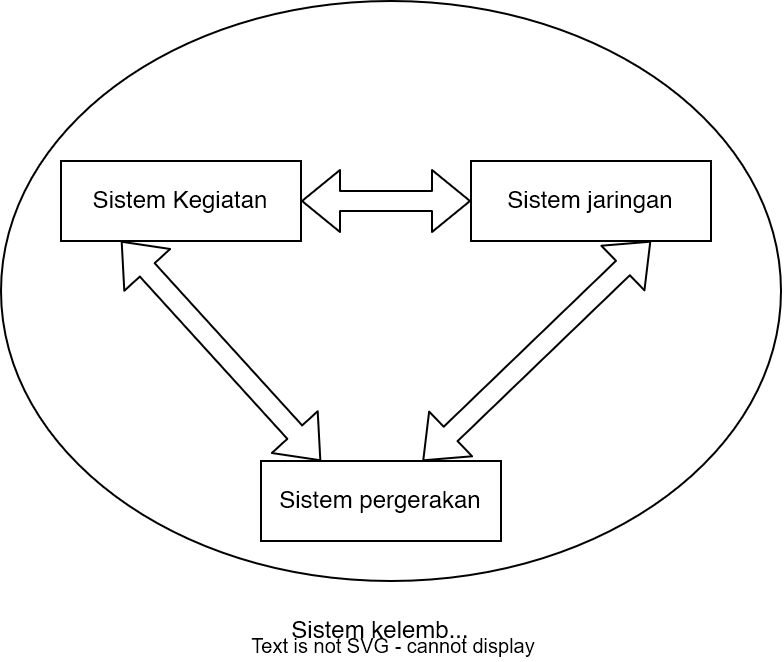 Sistem Kegiatan
Sistem jaringan
Sistem pergerakan
Sistem kelemb...
Text is not SVG - cannot display